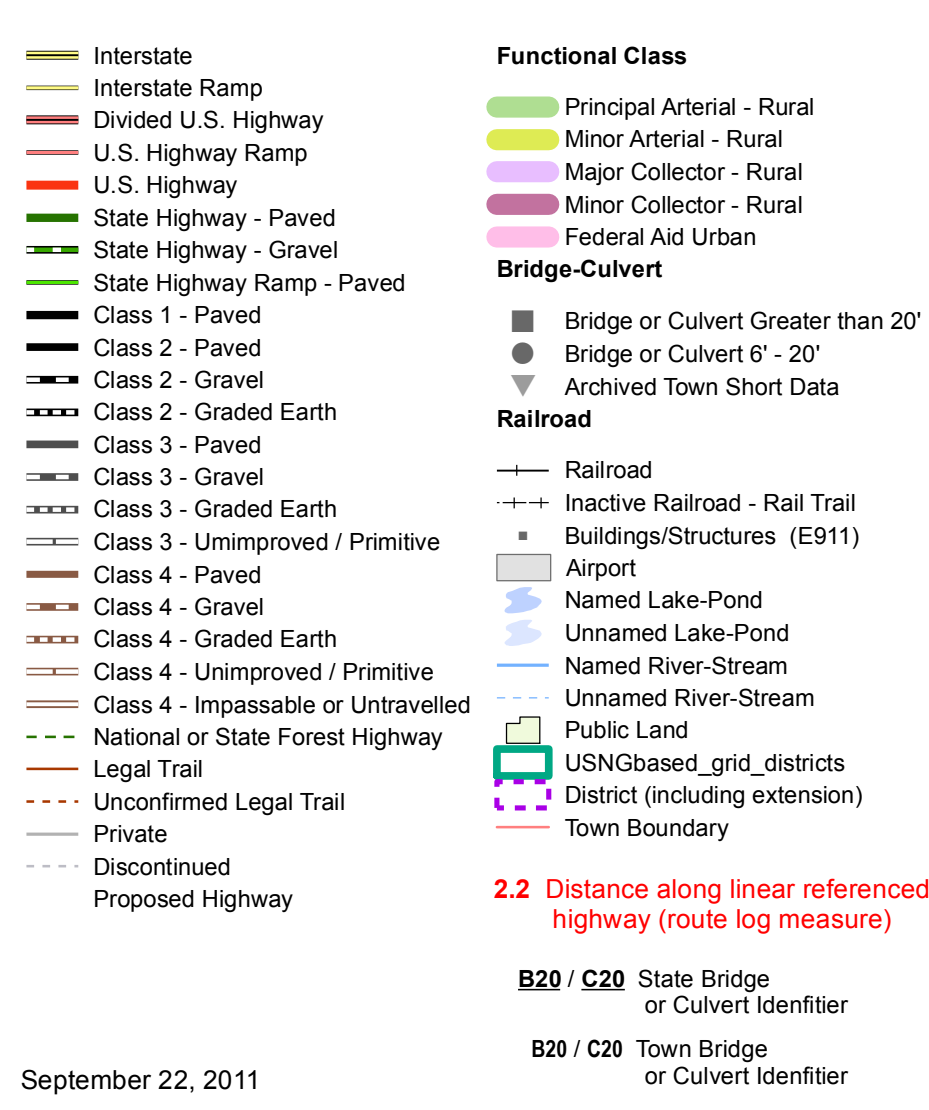 Interstate
Interstate Ramp
Divided U.S. Highway
U.S. Highway Ramp
U.S. Highway
State Highway - Paved
State Highway - Gravel
State Highway Ramp - Paved
Class 1 - Paved
Class 2 - Paved
Class 2 - Gravel
Class 2 - Graded Earth
Class 3 - Paved
Class 3 - Gravel
Class 3 - Graded Earth
Class 3 - Umimproved / Primitive
Class 4 - Paved
Class 4 - Gravel
Class 4 - Graded Earth
Class 4 - Unimproved / Primitive
Class 4 - Impassable or Untravelled
National or State Forest Highway
Legal Trail
Unconfirmed Legal Trail
Private
Discontinued
Proposed Highway
September 22, 2011
Functional Class
Principal Arterial - Rural
Minor Arterial - Rural
Major Collector - Rural
Minor Collector - Rural
Federal Aid Urban
Bridge-Culvert
Bridge or Culvert Greater than 20'
Bridge or Culvert 6' - 20'
Archived Town Short Data
Railroad
Railroad
Inactive Railroad - Rail Trail
Buildings/Structures (E911)
Airport
Named Lake-Pond
Unnamed Lake-Pond
Named River-Stream
Unnamed River-Stream
Public Land
USNGbased_grid_districts
District (including extension)
Town Boundary
2.2 Distance along linear referenced
highway (route log measure)
B20 / C20 State Bridge
or Culvert Idenfitier
B20 / C20 Town Bridge
or Culvert Idenfitier